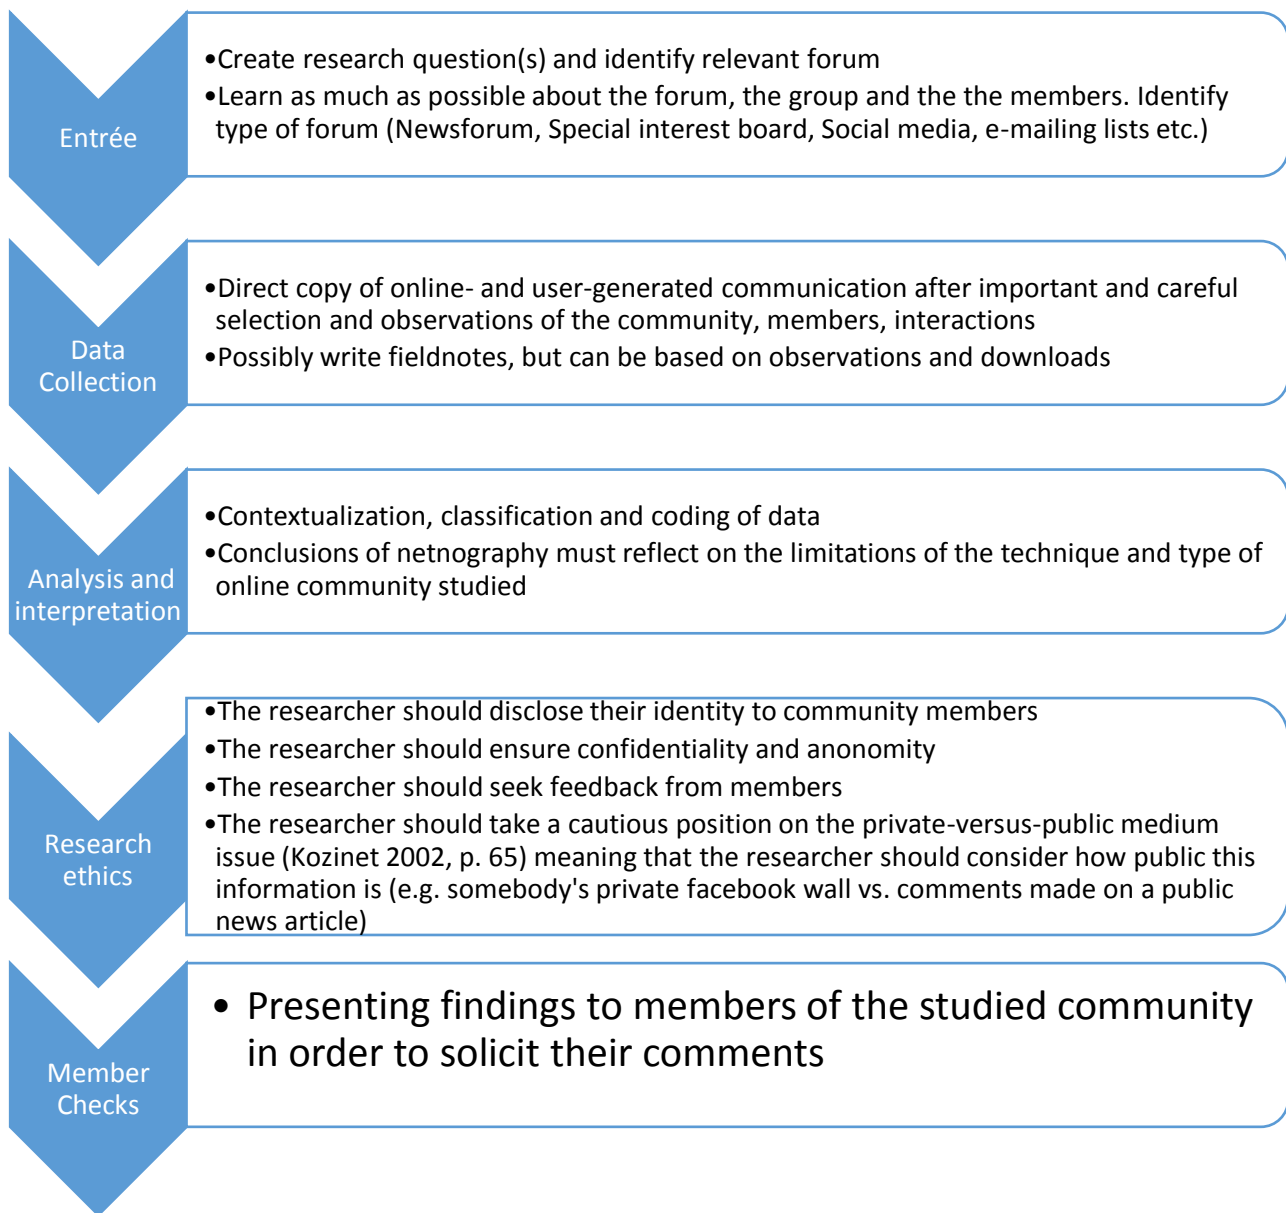 Entrée
•Create research question(s) and identify relevant forum
•Learn as much as possible about the forum, the group and the the members. Identify
type of forum (Newsforum, Special interest board, Social media, e-mailing lists etc.)
Data
Collection
•Direct copy of online- and user-generated communication after important and careful
selection and observations of the community, members, interactions
•Possibly write fieldnotes, but can be based on observations and downloads
Analysis and
interpretation
•Contextualization, classification and coding of data
•Conclusions of netnography must reflect on the limitations of the technique and type of
online community studied
Research
ethics
•The researcher should disclose their identity to community members
•The researcher should ensure confidentiality and anonomity
•The researcher should seek feedback from members
•The researcher should take a cautious position on the private-versus-public medium
issue (Kozinet 2002, p. 65) meaning that the researcher should consider how public this
information is (e.g. somebody's private facebook wall vs. comments made on a public
news article)
Member
Checks
• Presenting findings to members of the studied community
in order to solicit their comments